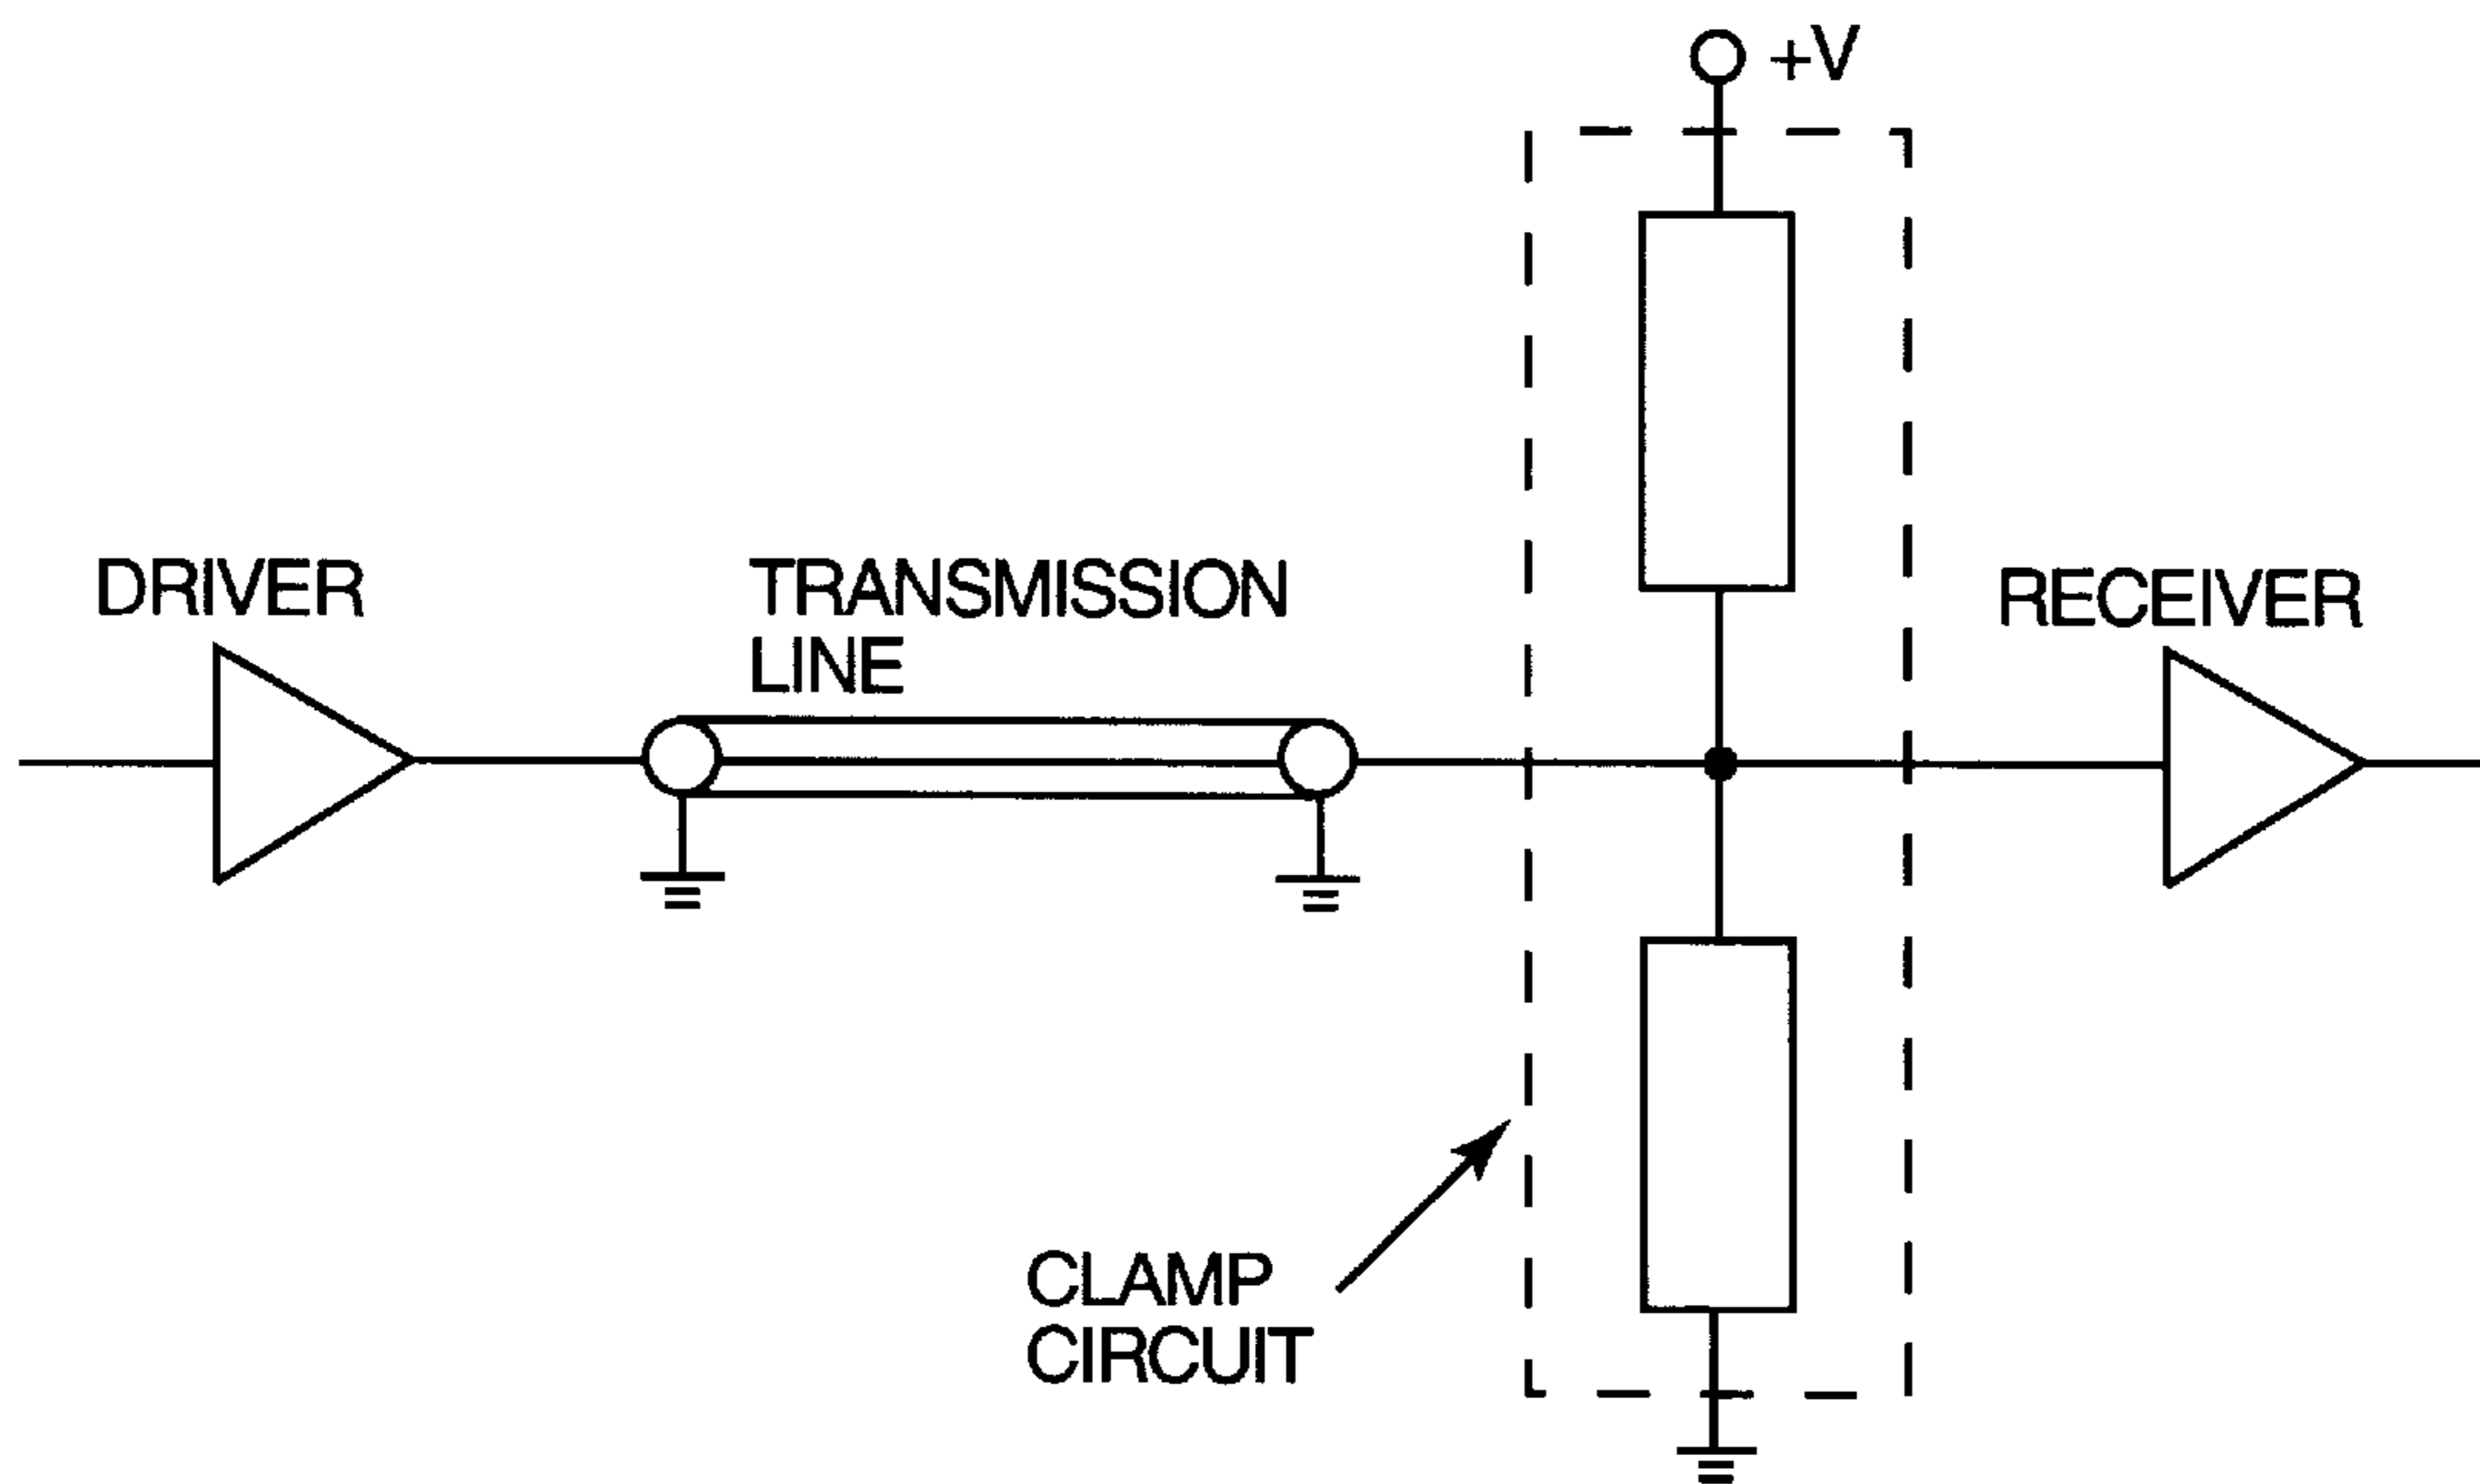 +V
DRIVER
TRANSMISSION
LINE
RECEIVER
CLAMP
CIRCUIT